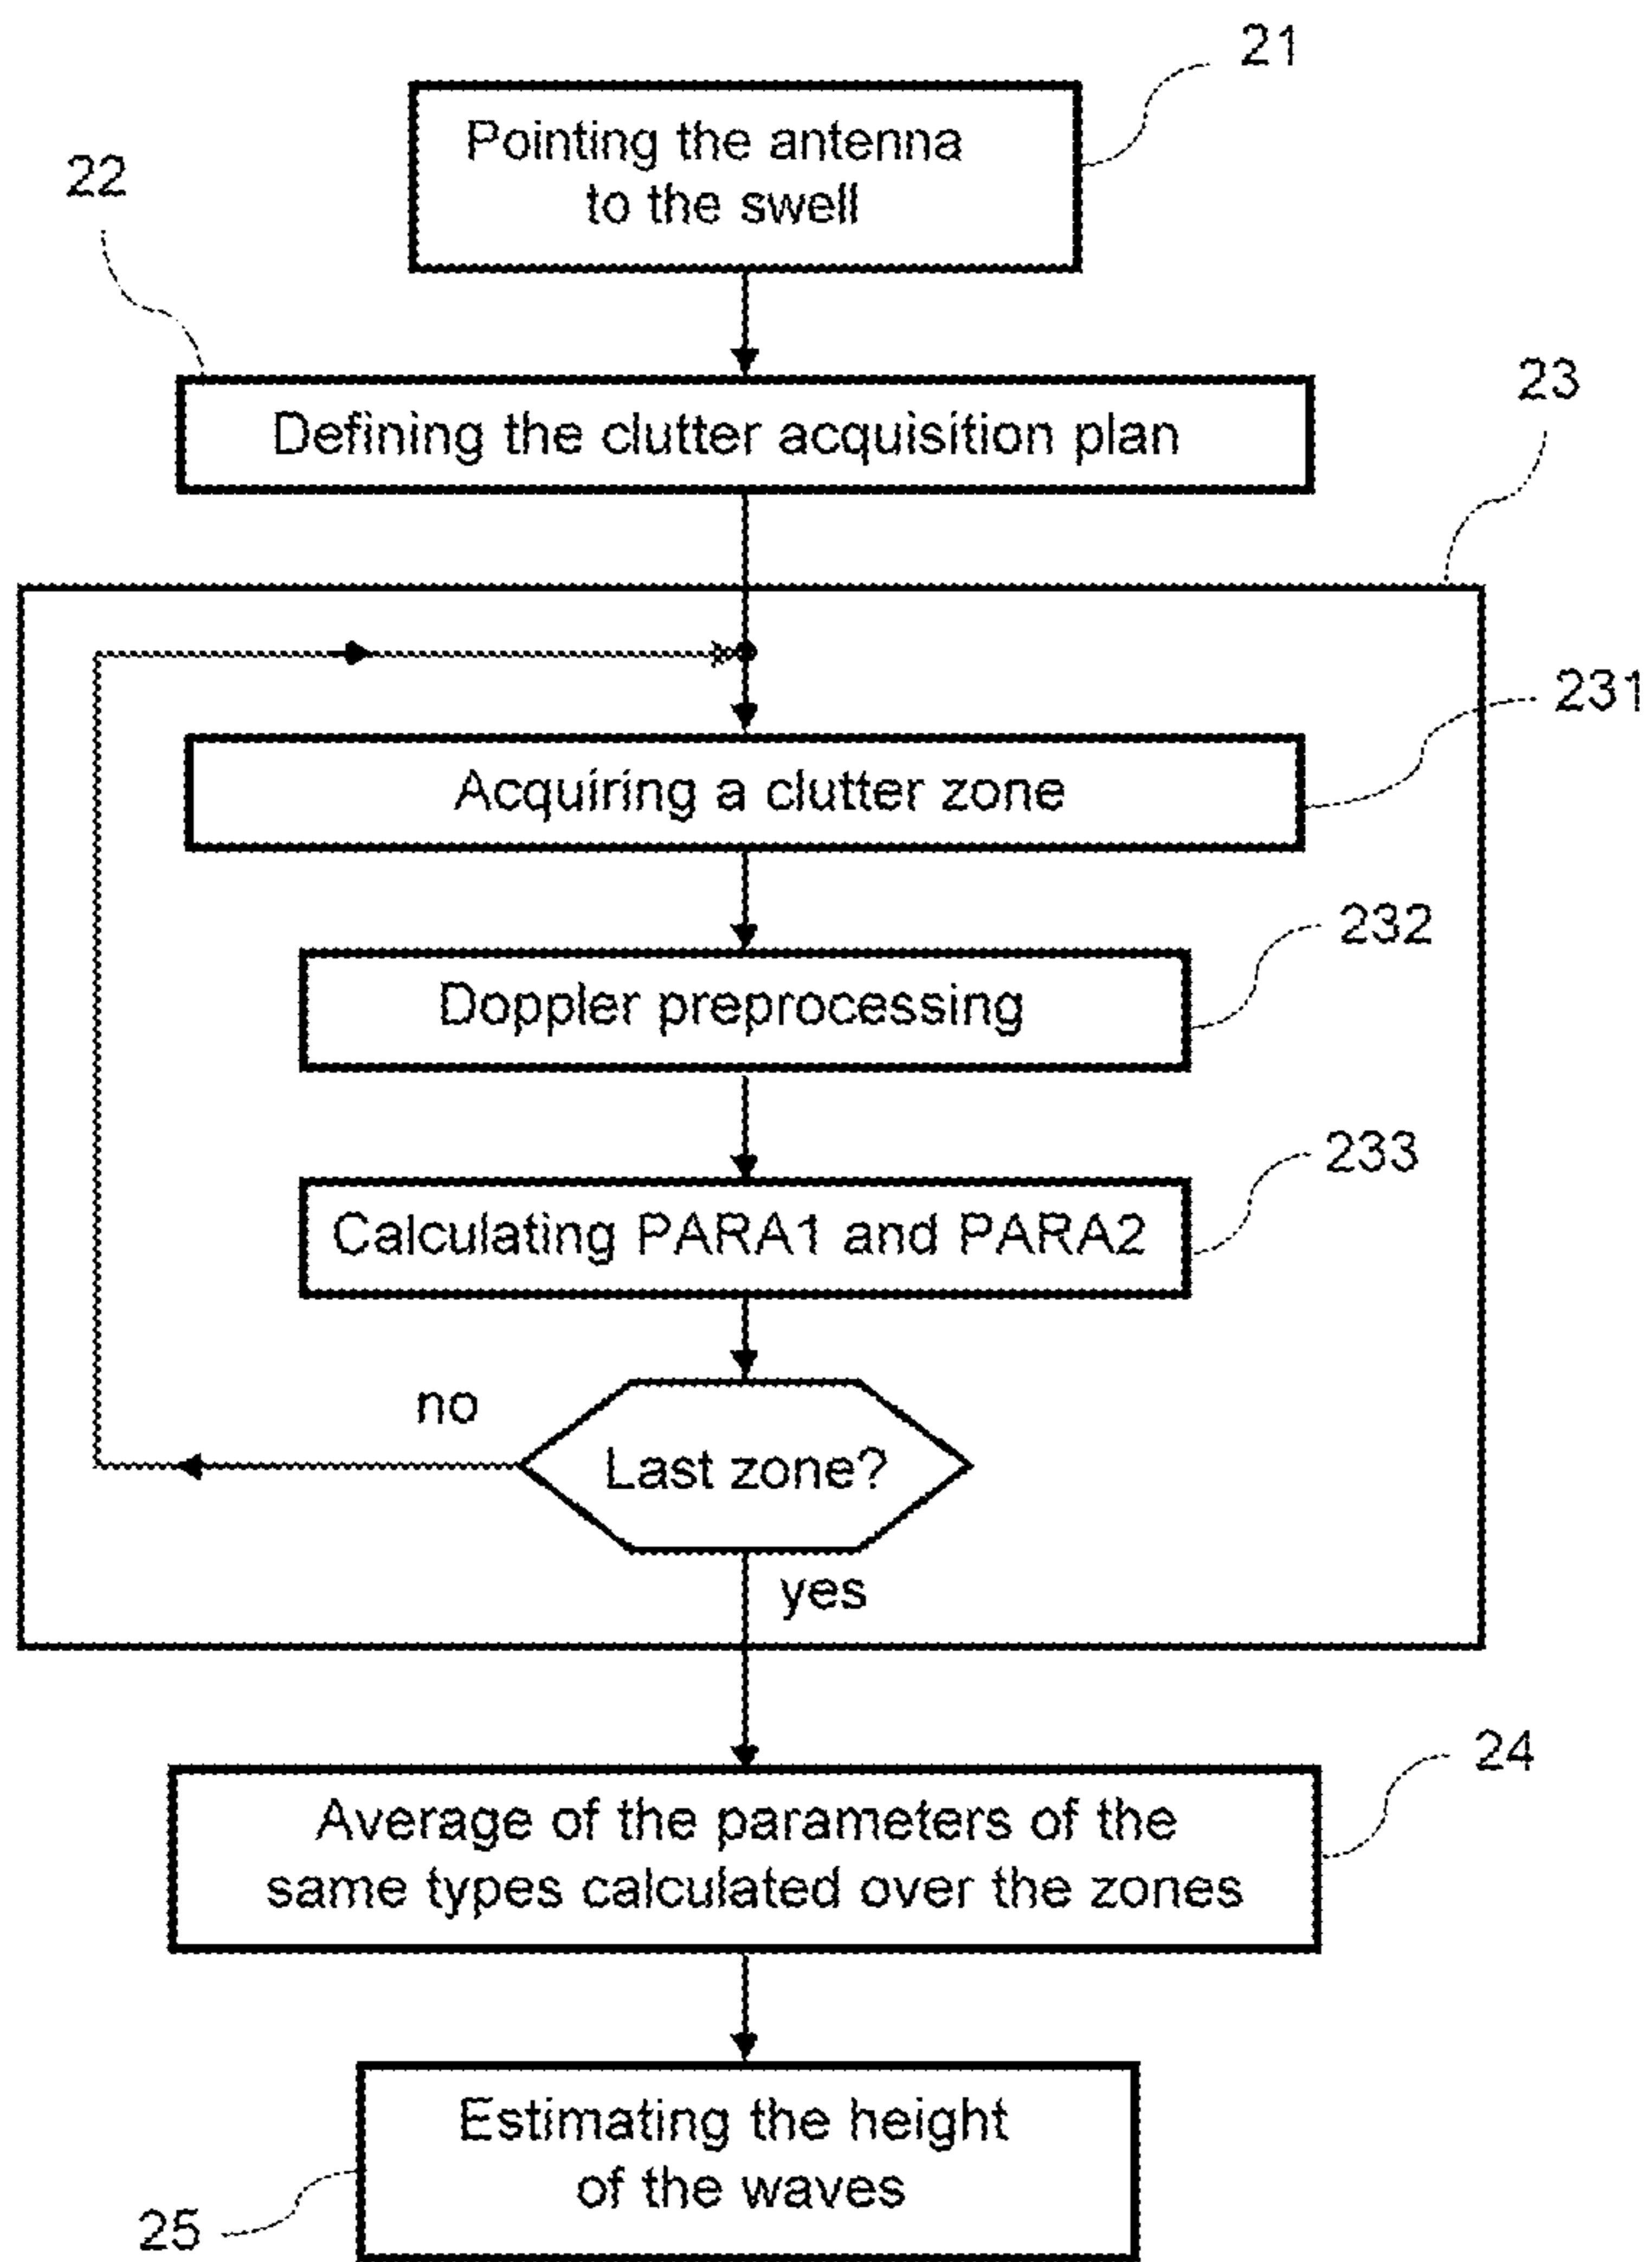 21
Pointing the antenna
to the swell
22
Defining the clutter acquisition plan
23
231
Acquiring a clutter zone
232
Doppler preprocessing
233
Calculating PARA1 and PARA2
no
Last zone?
yes
24
Average of the parameters of the
same types calculated over the zones
Estimating the height
of the waves
25